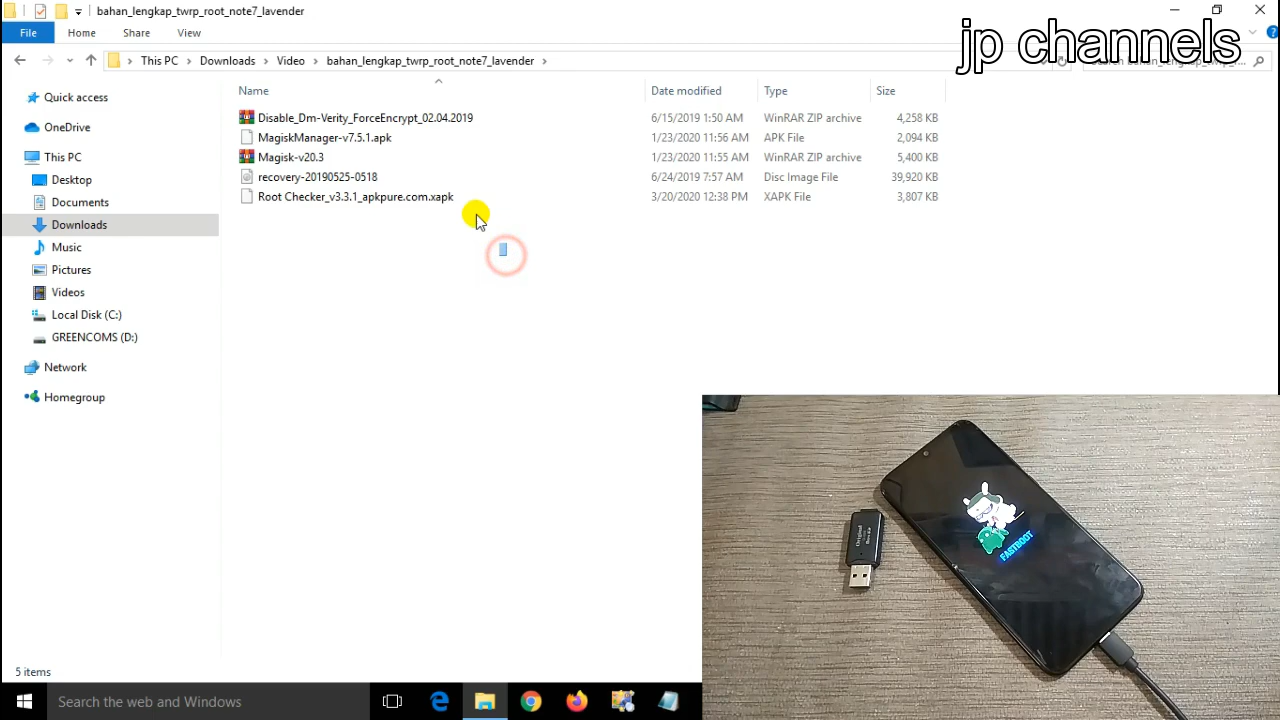 bahan_lengkap_twrp_root_note7_lavender
jp channels
File Home Share View
This PC Downloads Video bahan_lengkap_twrp_root_note7_lavender
Name Date modified Type Size
Quick access
OneDrive
This PC
Desktop
Documents
Downloads
Music
Pictures
Videos
Local Disk (C:)
GREENCOMS (D:)
Network
Homegroup
Disable_Dm-Verity_ForceEncrypt_02.04.2019 6/15/2019 1:50 AM WinRAR ZIP archive 4,258 KB
MagiskManager-v7.5.1.apk 1/23/2020 11:56 AM APK File 2,094 KB
Magisk-v20.3 1/23/2020 11:55 AM WinRAR ZIP archive 5,400 KB
recovery-20190525-0518 6/24/2019 7:57 AM Disc Image File 39,920 KB
Root Checker_v3.3.1_apkpure.com.xapk 3/20/2020 12:38 PM XAPK File 3,807 KB
FASTBOOT
Original
5 items
Search the web and Windows